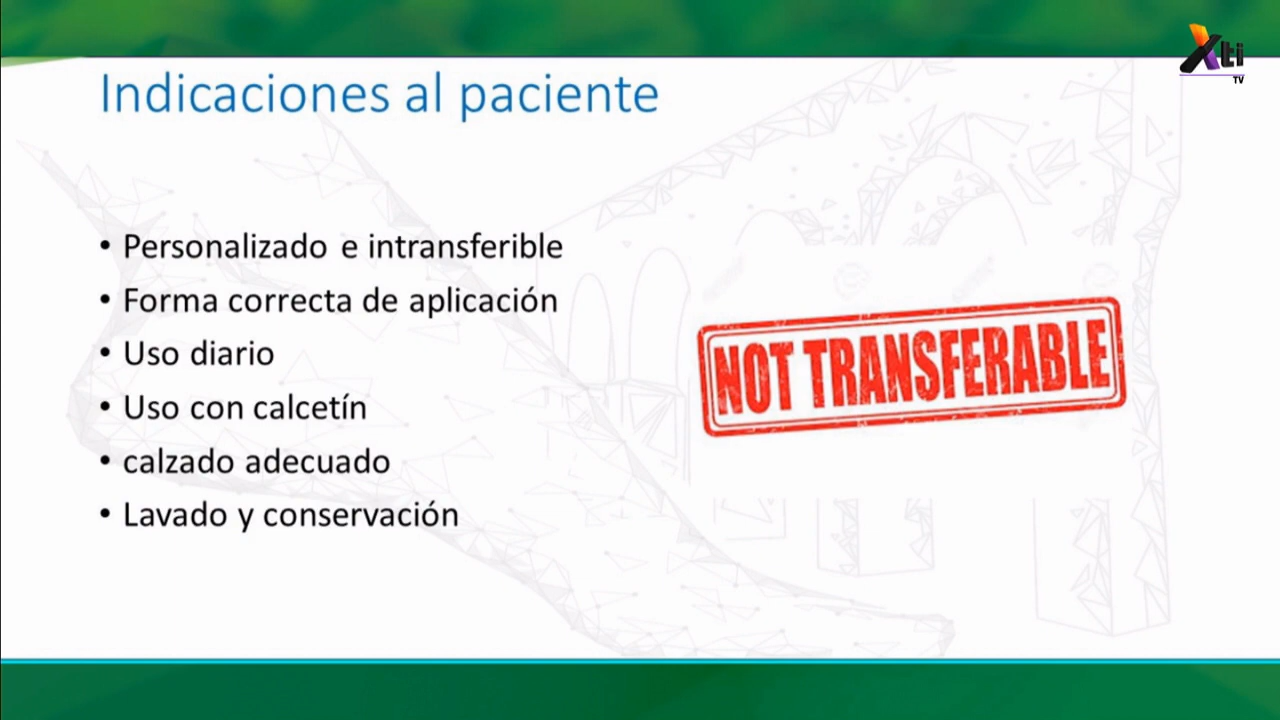 Xti
TV
Indicaciones al paciente
• Personalizado e intransferible
• Forma correcta de aplicación
• Uso diario
• Uso con calcetín
• calzado adecuado
• Lavado y conservación
NOT TRANSFERABLE